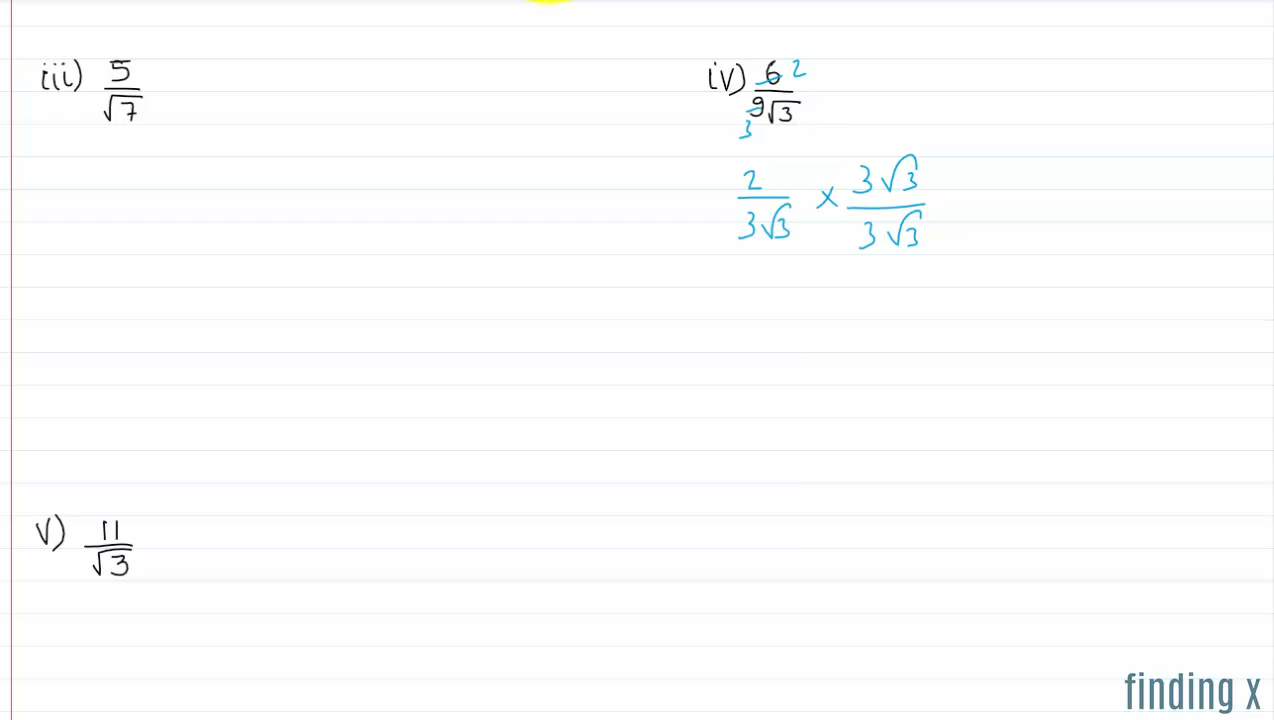 iii) 5/√7
iv) 6/9√3 2 3
2/3√3 × 3√3/3√3
v) 11/√3
finding x